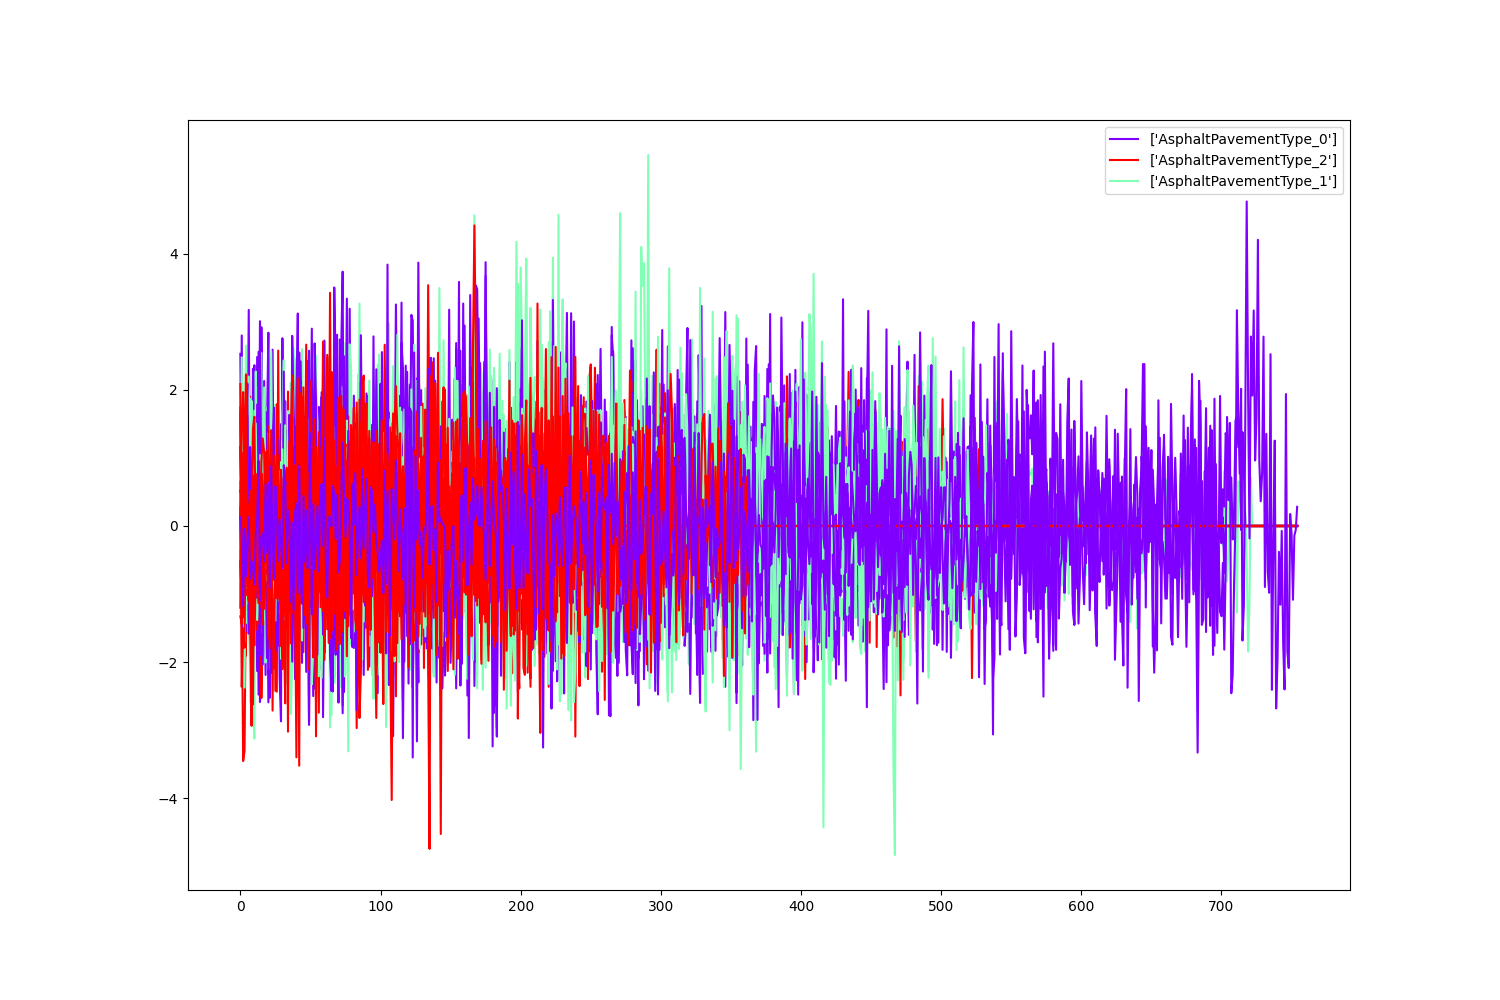 ['AsphaltPavementType_0']
['AsphaltPavementType_2']
['AsphaltPavementType_1']
4
2
0
−2
−4
0 100 200 300 400 500 600 700